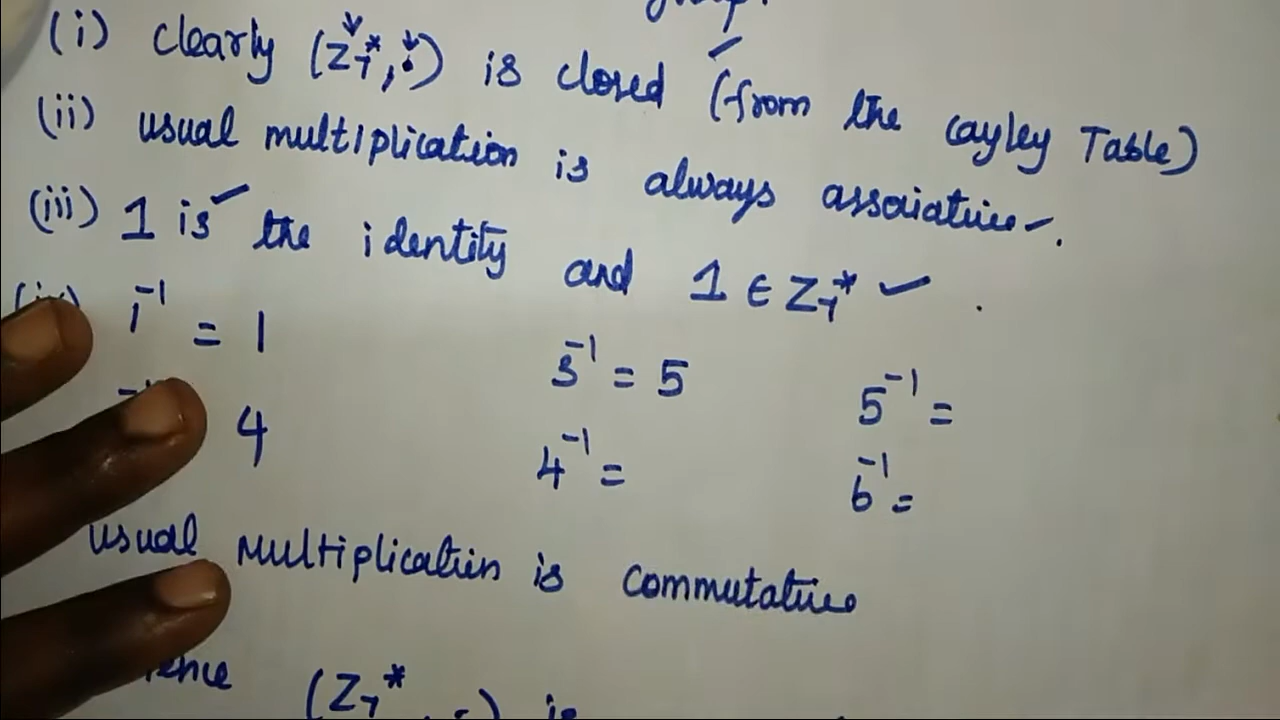 (i) clearly (Z₇*, ·) is closed (from the Cayley Table)
(ii) usual multiplication is always associative.
(iii) 1 is the identity and 1 ∈ Z₇* .
1⁻¹ = 1
3⁻¹ = 5
5⁻¹ =
⁻¹ 4
4⁻¹ =
6⁻¹ =
usual Multiplication is commutative
(Z₇* , ·) is